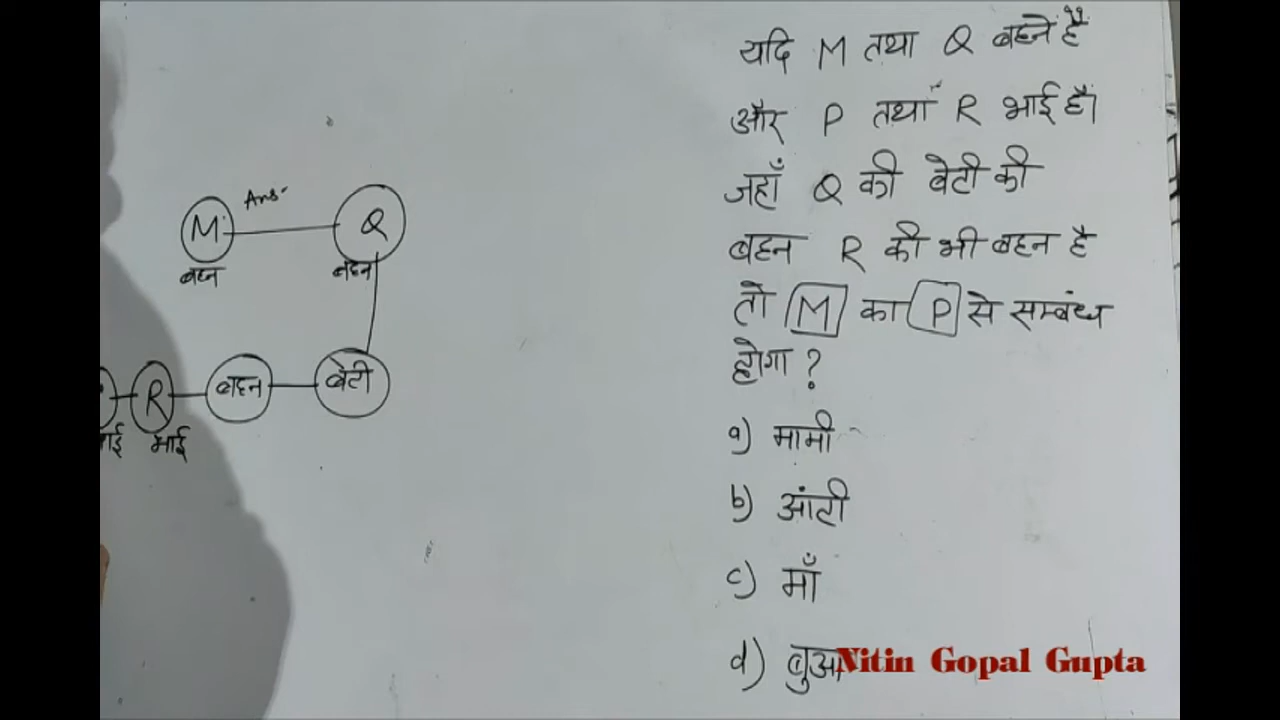 यदि M तथा Q बहने है
और P तथा R भाई है।
जहाँ Q की बेटी की
बहन R की भी बहन है
तो M का P से सम्बंध
होगा ?
a) मामी
b) आंटी
c) माँ
d) बुआ
Nitin Gopal Gupta
Ans-
M Q
बहन बहन
R बहन बेटी
भाई